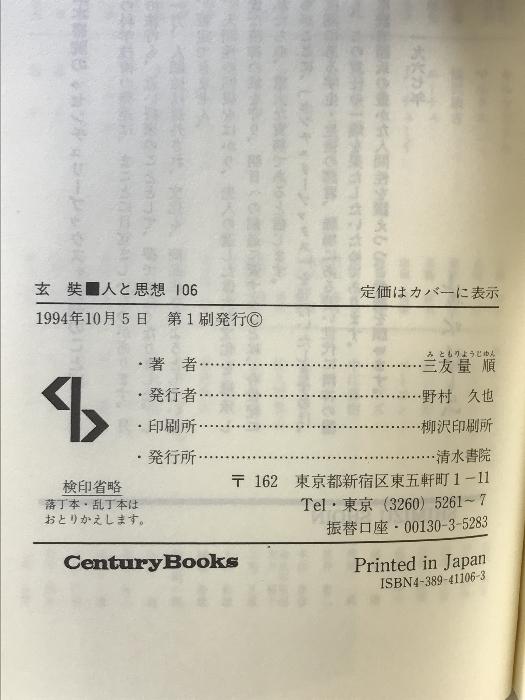 玄 奘■人と思想 106
定価はカバーに表示
1994年10月5日 第1刷発行©
・著 者……………………………三友量 順
み ともりようじゆん
・発行者……………………………野村 久也
・印刷所……………………………柳沢印刷所
・発行所……………………………清水書院
検印省略
落丁本・乱丁本は
おとりかえします。
〒 162 東京都新宿区東五軒町1-11
Tel・東京 (3260) 5261~7
振替口座・00130-3-5283
CenturyBooks
Printed in Japan
ISBN4-389-41106-3